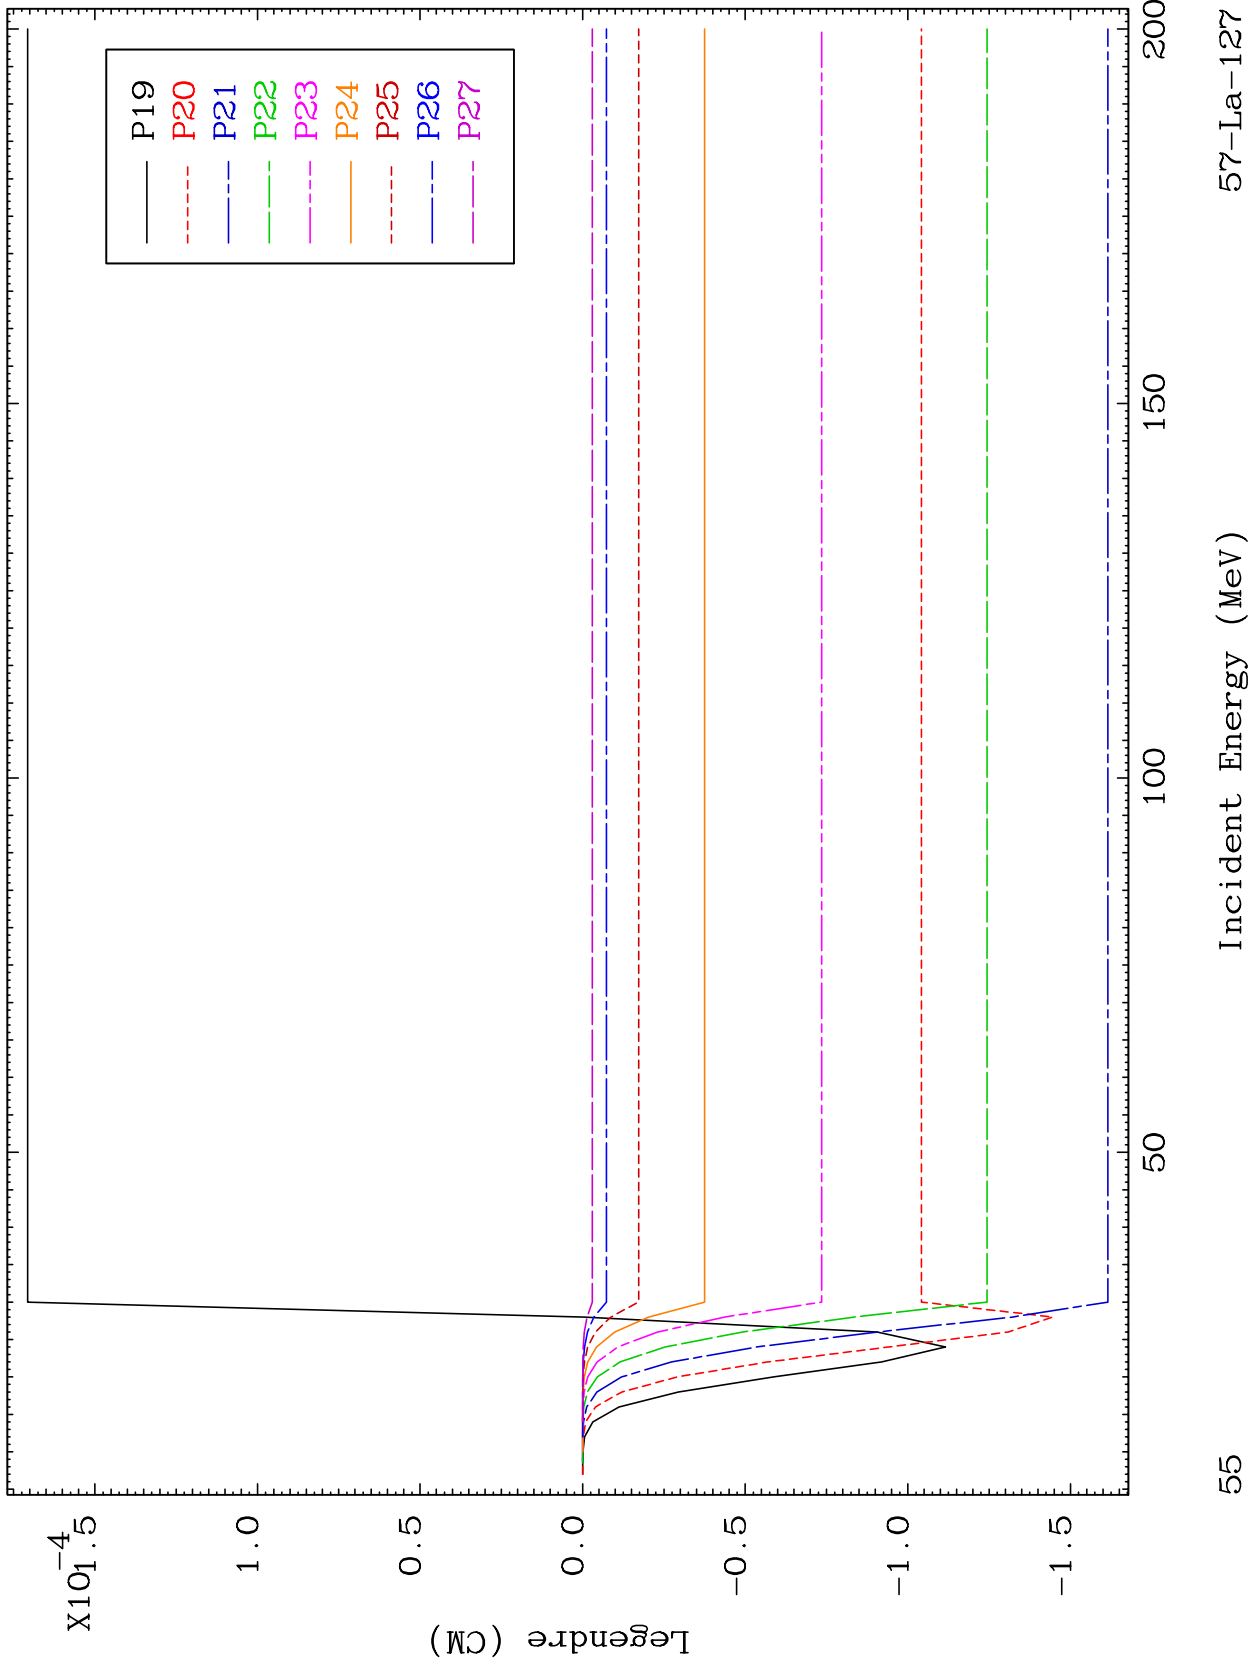 X10-4
1.5
1.0
0.5
0.0
-0.5
-1.0
-1.5
Legendre (CM)
P19
P20
P21
P22
P23
P24
P25
P26
P27
50
100
150
200
Incident Energy (MeV)
55
57-La-127